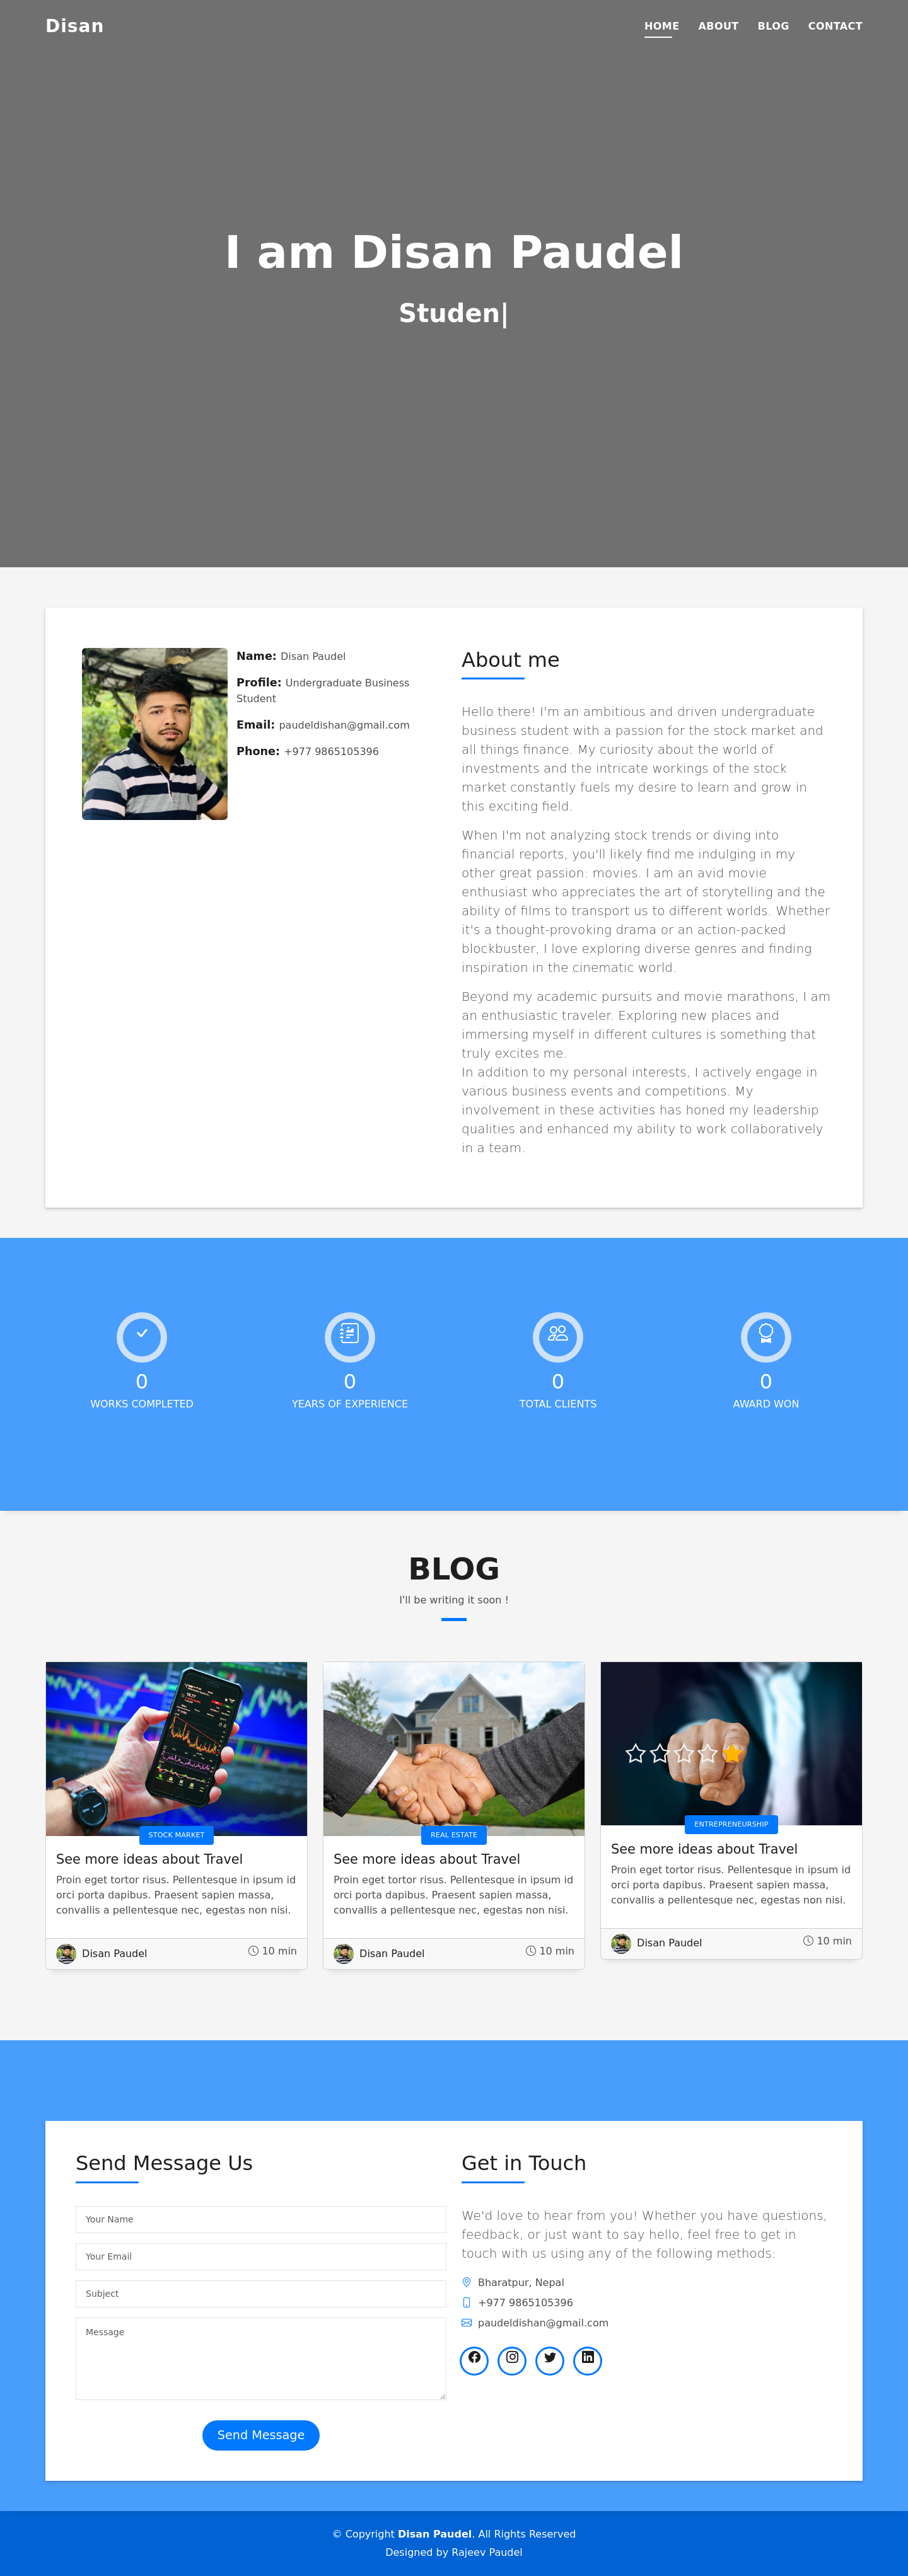 Disan
HOME ABOUT BLOG CONTACT
I am Disan Paudel
Studen|
Name: Disan Paudel
Profile: Undergraduate Business
Student
Email: paudeldishan@gmail.com
Phone: +977 9865105396
About me
Hello there! I'm an ambitious and driven undergraduate
business student with a passion for the stock market and
all things finance. My curiosity about the world of
investments and the intricate workings of the stock
market constantly fuels my desire to learn and grow in
this exciting field.
When I'm not analyzing stock trends or diving into
financial reports, you'll likely find me indulging in my
other great passion: movies. I am an avid movie
enthusiast who appreciates the art of storytelling and the
ability of films to transport us to different worlds. Whether
it's a thought-provoking drama or an action-packed
blockbuster, I love exploring diverse genres and finding
inspiration in the cinematic world.
Beyond my academic pursuits and movie marathons, I am
an enthusiastic traveler. Exploring new places and
immersing myself in different cultures is something that
truly excites me.
In addition to my personal interests, I actively engage in
various business events and competitions. My
involvement in these activities has honed my leadership
qualities and enhanced my ability to work collaboratively
in a team.
0
WORKS COMPLETED
0
YEARS OF EXPERIENCE
0
TOTAL CLIENTS
0
AWARD WON
BLOG
I'll be writing it soon !
STOCK MARKET
See more ideas about Travel
Proin eget tortor risus. Pellentesque in ipsum id
orci porta dapibus. Praesent sapien massa,
convallis a pellentesque nec, egestas non nisi.
Disan Paudel 10 min
REAL ESTATE
See more ideas about Travel
Proin eget tortor risus. Pellentesque in ipsum id
orci porta dapibus. Praesent sapien massa,
convallis a pellentesque nec, egestas non nisi.
Disan Paudel 10 min
ENTREPRENEURSHIP
See more ideas about Travel
Proin eget tortor risus. Pellentesque in ipsum id
orci porta dapibus. Praesent sapien massa,
convallis a pellentesque nec, egestas non nisi.
Disan Paudel 10 min
Send Message Us
Your Name
Your Email
Subject
Message
Send Message
Get in Touch
We'd love to hear from you! Whether you have questions,
feedback, or just want to say hello, feel free to get in
touch with us using any of the following methods:
Bharatpur, Nepal
+977 9865105396
paudeldishan@gmail.com
© Copyright Disan Paudel. All Rights Reserved
Designed by Rajeev Paudel